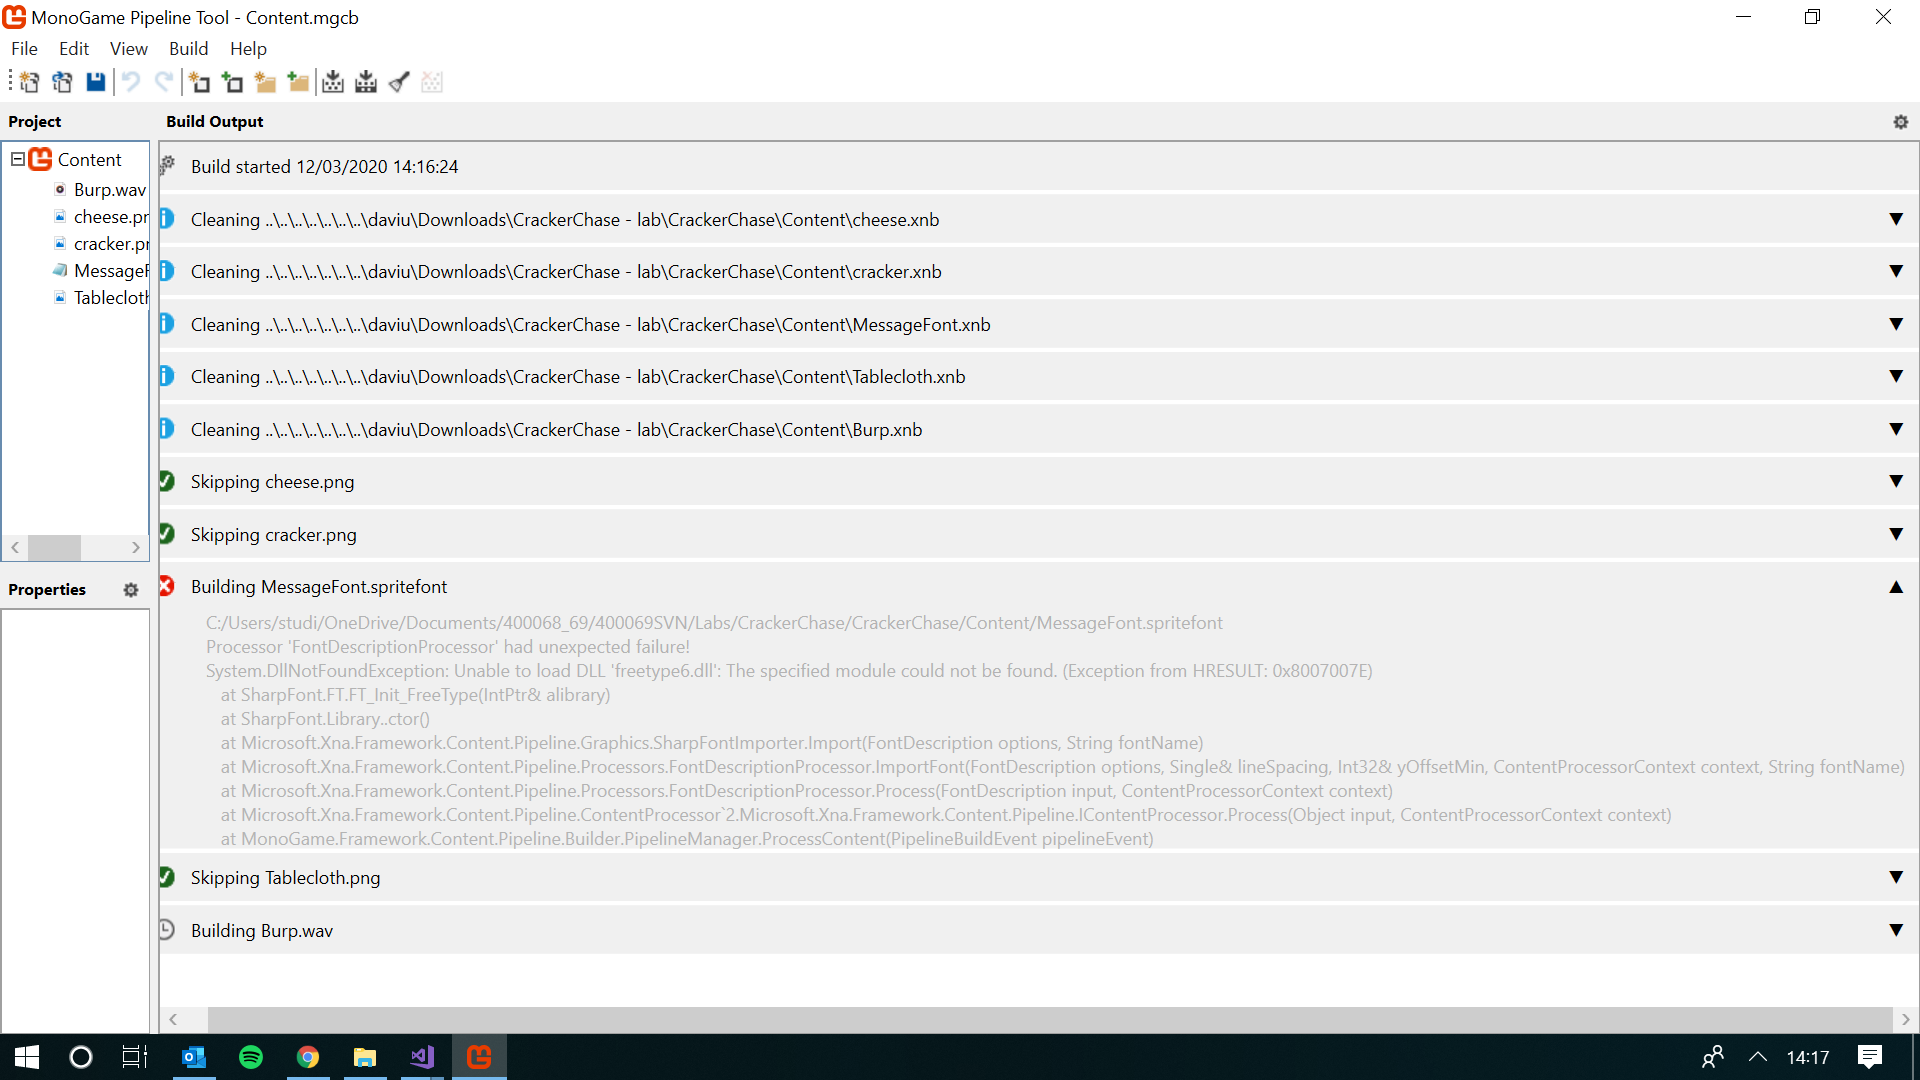 MonoGame Pipeline Tool - Content.mgcb
File Edit View Build Help
Project
Build Output
Content
Burp.wav
cheese.pr
cracker.pr
MessageF
Tablecloth
Properties
Build started 12/03/2020 14:16:24
Cleaning ..\..\..\..\..\..\..\daviu\Downloads\CrackerChase - lab\CrackerChase\Content\cheese.xnb
Cleaning ..\..\..\..\..\..\..\daviu\Downloads\CrackerChase - lab\CrackerChase\Content\cracker.xnb
Cleaning ..\..\..\..\..\..\..\daviu\Downloads\CrackerChase - lab\CrackerChase\Content\MessageFont.xnb
Cleaning ..\..\..\..\..\..\..\daviu\Downloads\CrackerChase - lab\CrackerChase\Content\Tablecloth.xnb
Cleaning ..\..\..\..\..\..\..\daviu\Downloads\CrackerChase - lab\CrackerChase\Content\Burp.xnb
Skipping cheese.png
Skipping cracker.png
Building MessageFont.spritefont
C:/Users/studi/OneDrive/Documents/400068_69/400069SVN/Labs/CrackerChase/CrackerChase/Content/MessageFont.spritefont
Processor 'FontDescriptionProcessor' had unexpected failure!
System.DllNotFoundException: Unable to load DLL 'freetype6.dll': The specified module could not be found. (Exception from HRESULT: 0x8007007E)
at SharpFont.FT.FT_Init_FreeType(IntPtr& alibrary)
at SharpFont.Library..ctor()
at Microsoft.Xna.Framework.Content.Pipeline.Graphics.SharpFontImporter.Import(FontDescription options, String fontName)
at Microsoft.Xna.Framework.Content.Pipeline.Processors.FontDescriptionProcessor.ImportFont(FontDescription options, Single& lineSpacing, Int32& yOffsetMin, ContentProcessorContext context, String fontName)
at Microsoft.Xna.Framework.Content.Pipeline.Processors.FontDescriptionProcessor.Process(FontDescription input, ContentProcessorContext context)
at Microsoft.Xna.Framework.Content.Pipeline.ContentProcessor`2.Microsoft.Xna.Framework.Content.Pipeline.IContentProcessor.Process(Object input, ContentProcessorContext context)
at MonoGame.Framework.Content.Pipeline.Builder.PipelineManager.ProcessContent(PipelineBuildEvent pipelineEvent)
Skipping Tablecloth.png
Building Burp.wav
14:17